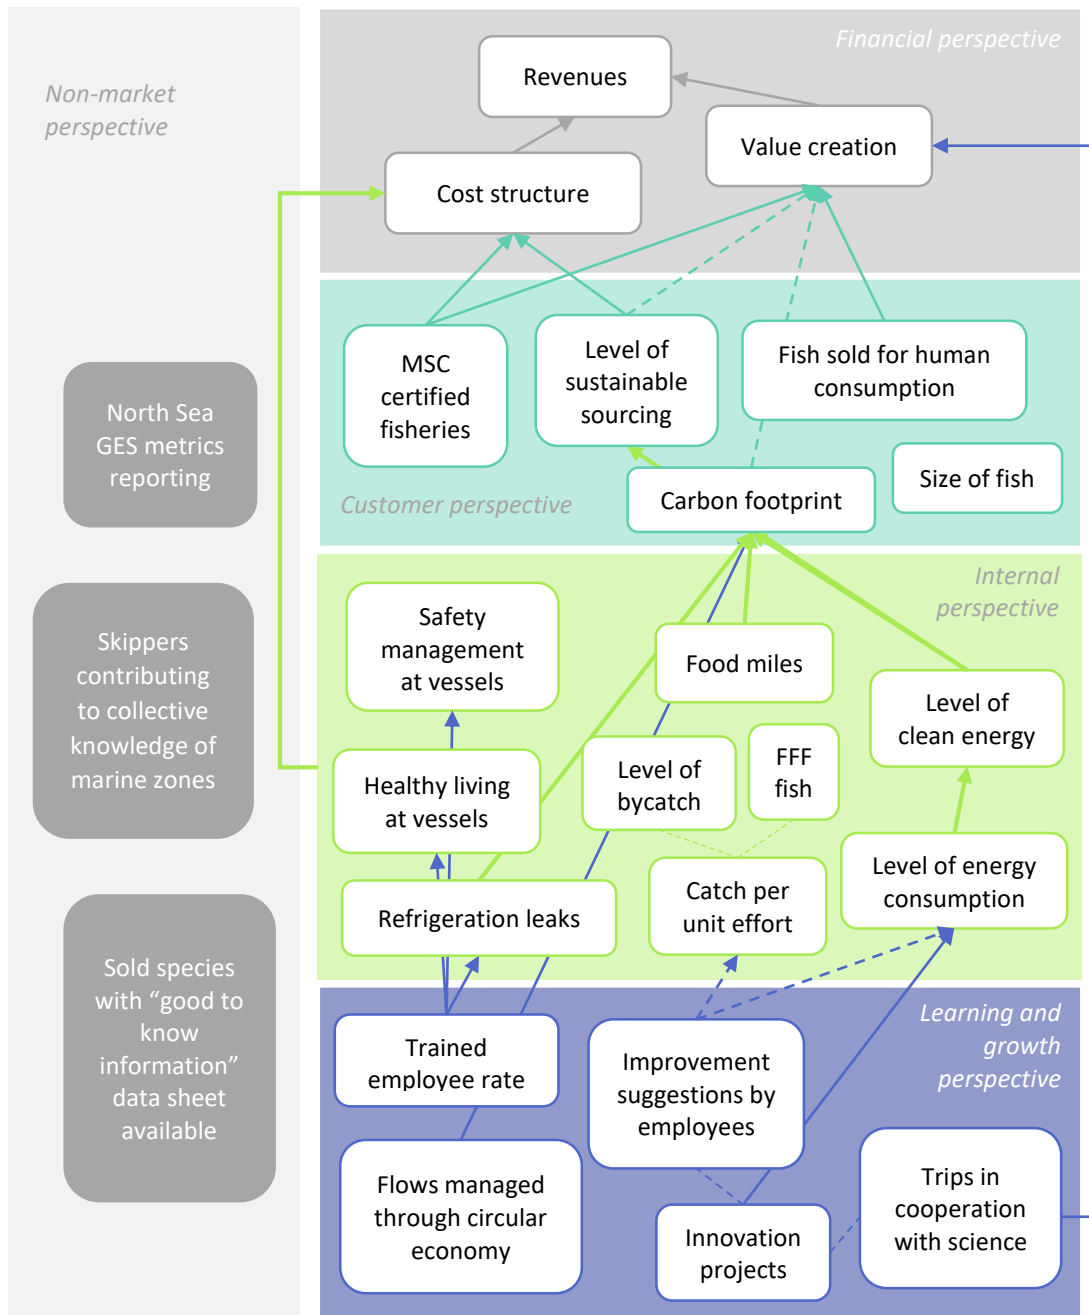 Non-market
perspective
North Sea
GES metrics
reporting
Skippers
contributing
to collective
knowledge of
marine zones
Sold species
with “good to
know
information”
data sheet
available
Financial perspective
Revenues
Value creation
Cost structure
MSC
certified
fisheries
Level of
sustainable
sourcing
Fish sold for human
consumption
Size of fish
Carbon footprint
Customer perspective
Internal
perspective
Safety
management
at vessels
Food miles
Level of
clean energy
Healthy living
at vessels
Level of
bycatch
FFF
fish
Refrigeration leaks
Catch per
unit effort
Level of energy
consumption
Learning and
growth
perspective
Trained
employee rate
Improvement
suggestions by
employees
Flows managed
through circular
economy
Innovation
projects
Trips in
cooperation
with science